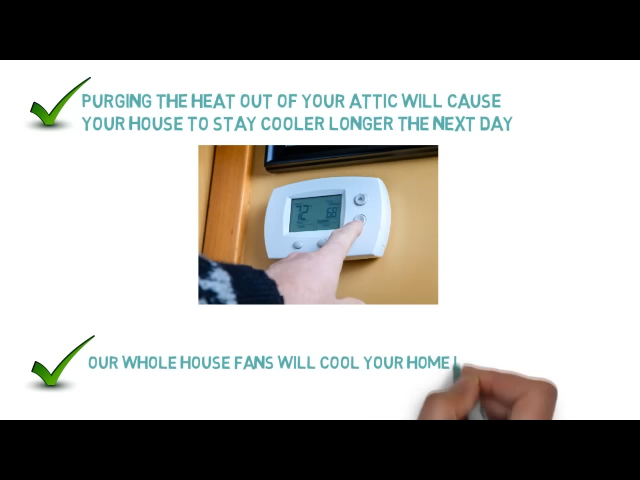 PURGING THE HEAT OUT OF YOUR ATTIC WILL CAUSE
YOUR HOUSE TO STAY COOLER LONGER THE NEXT DAY
OUR WHOLE HOUSE FANS WILL COOL YOUR HOME